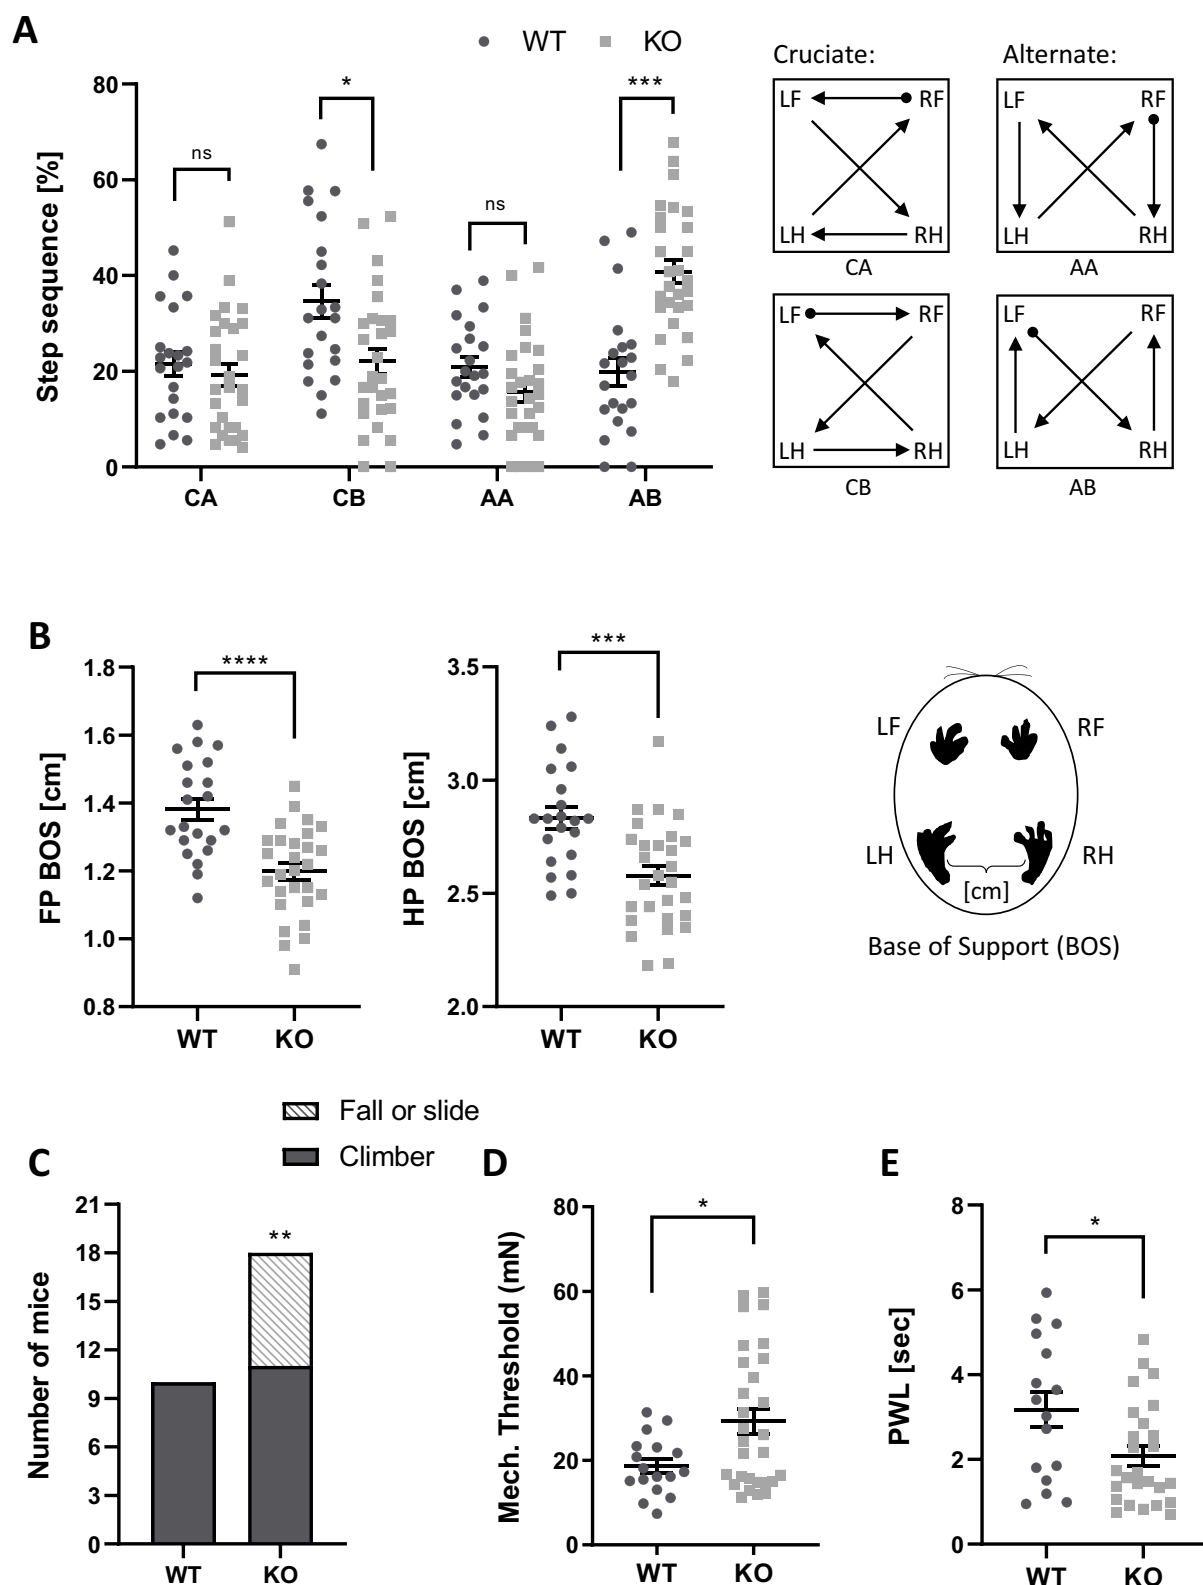 A
WT KO
Cruciate: Alternate:
Step sequence [%]
80
60
40
20
0
ns
*
ns
***
CA CB AA AB
LF RF
LH RH
CA
LF RF
LH RH
AA
LF RF
LH RH
CB
LF RF
LH RH
AB
B
FP BOS [cm]
1.8
1.6
1.4
1.2
1.0
0.8
****
WT KO
HP BOS [cm]
3.5
3.0
2.5
2.0
***
WT KO
LF RF
LH RH
[cm]
Base of Support (BOS)
Fall or slide
Climber
C
Number of mice
21
18
15
12
9
6
3
0
**
WT KO
D
Mech. Threshold (mN)
80
60
40
20
0
*
WT KO
E
PWL [sec]
8
6
4
2
0
*
WT KO